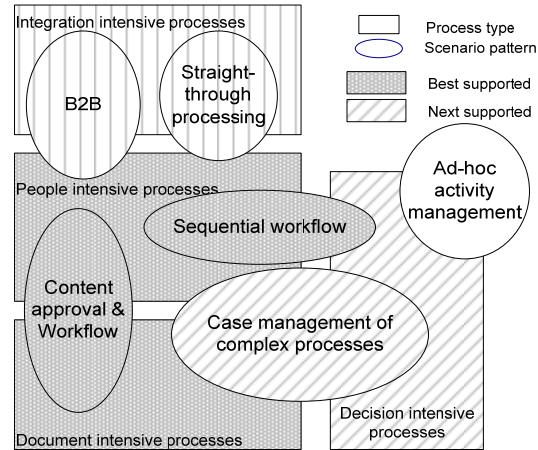 Integration intensive processes
B2B
Straight-
through
processing
Process type
Scenario pattern
Best supported
Next supported
People intensive processes
Ad-hoc
activity
management
Sequential workflow
Content
approval &
Workflow
Case management of
complex processes
Decision intensive
processes
Document intensive processes